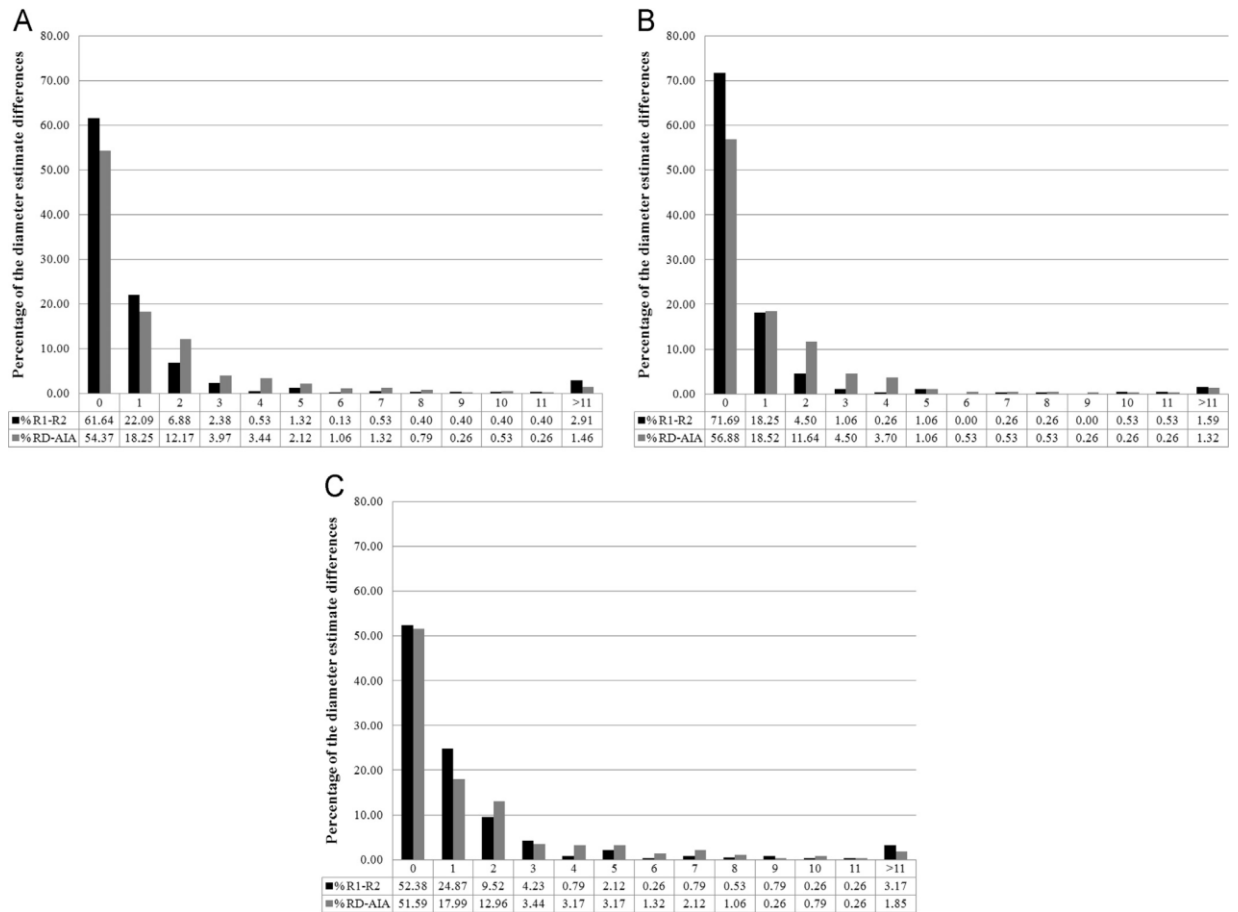 A
Percentage of the diameter estimate differences
80.00
70.00
60.00
50.00
40.00
30.00
20.00
10.00
0.00
0 1 2 3 4 5 6 7 8 9 10 11 >11
% R1-R2 61.64 22.09 6.88 2.38 0.53 1.32 0.13 0.53 0.40 0.40 0.40 0.40 2.91
% RD-AIA 54.37 18.25 12.17 3.97 3.44 2.12 1.06 1.32 0.79 0.26 0.53 0.26 1.46
B
Percentage of the diameter estimate differences
80.00
70.00
60.00
50.00
40.00
30.00
20.00
10.00
0.00
0 1 2 3 4 5 6 7 8 9 10 11 >11
% R1-R2 71.69 18.25 4.50 1.06 0.26 1.06 0.00 0.26 0.26 0.00 0.53 0.53 1.59
% RD-AIA 56.88 18.52 11.64 4.50 3.70 1.06 0.53 0.53 0.53 0.26 0.26 0.26 1.32
C
Percentage of the diameter estimate differences
80.00
70.00
60.00
50.00
40.00
30.00
20.00
10.00
0.00
0 1 2 3 4 5 6 7 8 9 10 11 >11
% R1-R2 52.38 24.87 9.52 4.23 0.79 2.12 0.26 0.79 0.53 0.79 0.26 0.26 3.17
% RD-AIA 51.59 17.99 12.96 3.44 3.17 3.17 1.32 2.12 1.06 0.26 0.79 0.26 1.85